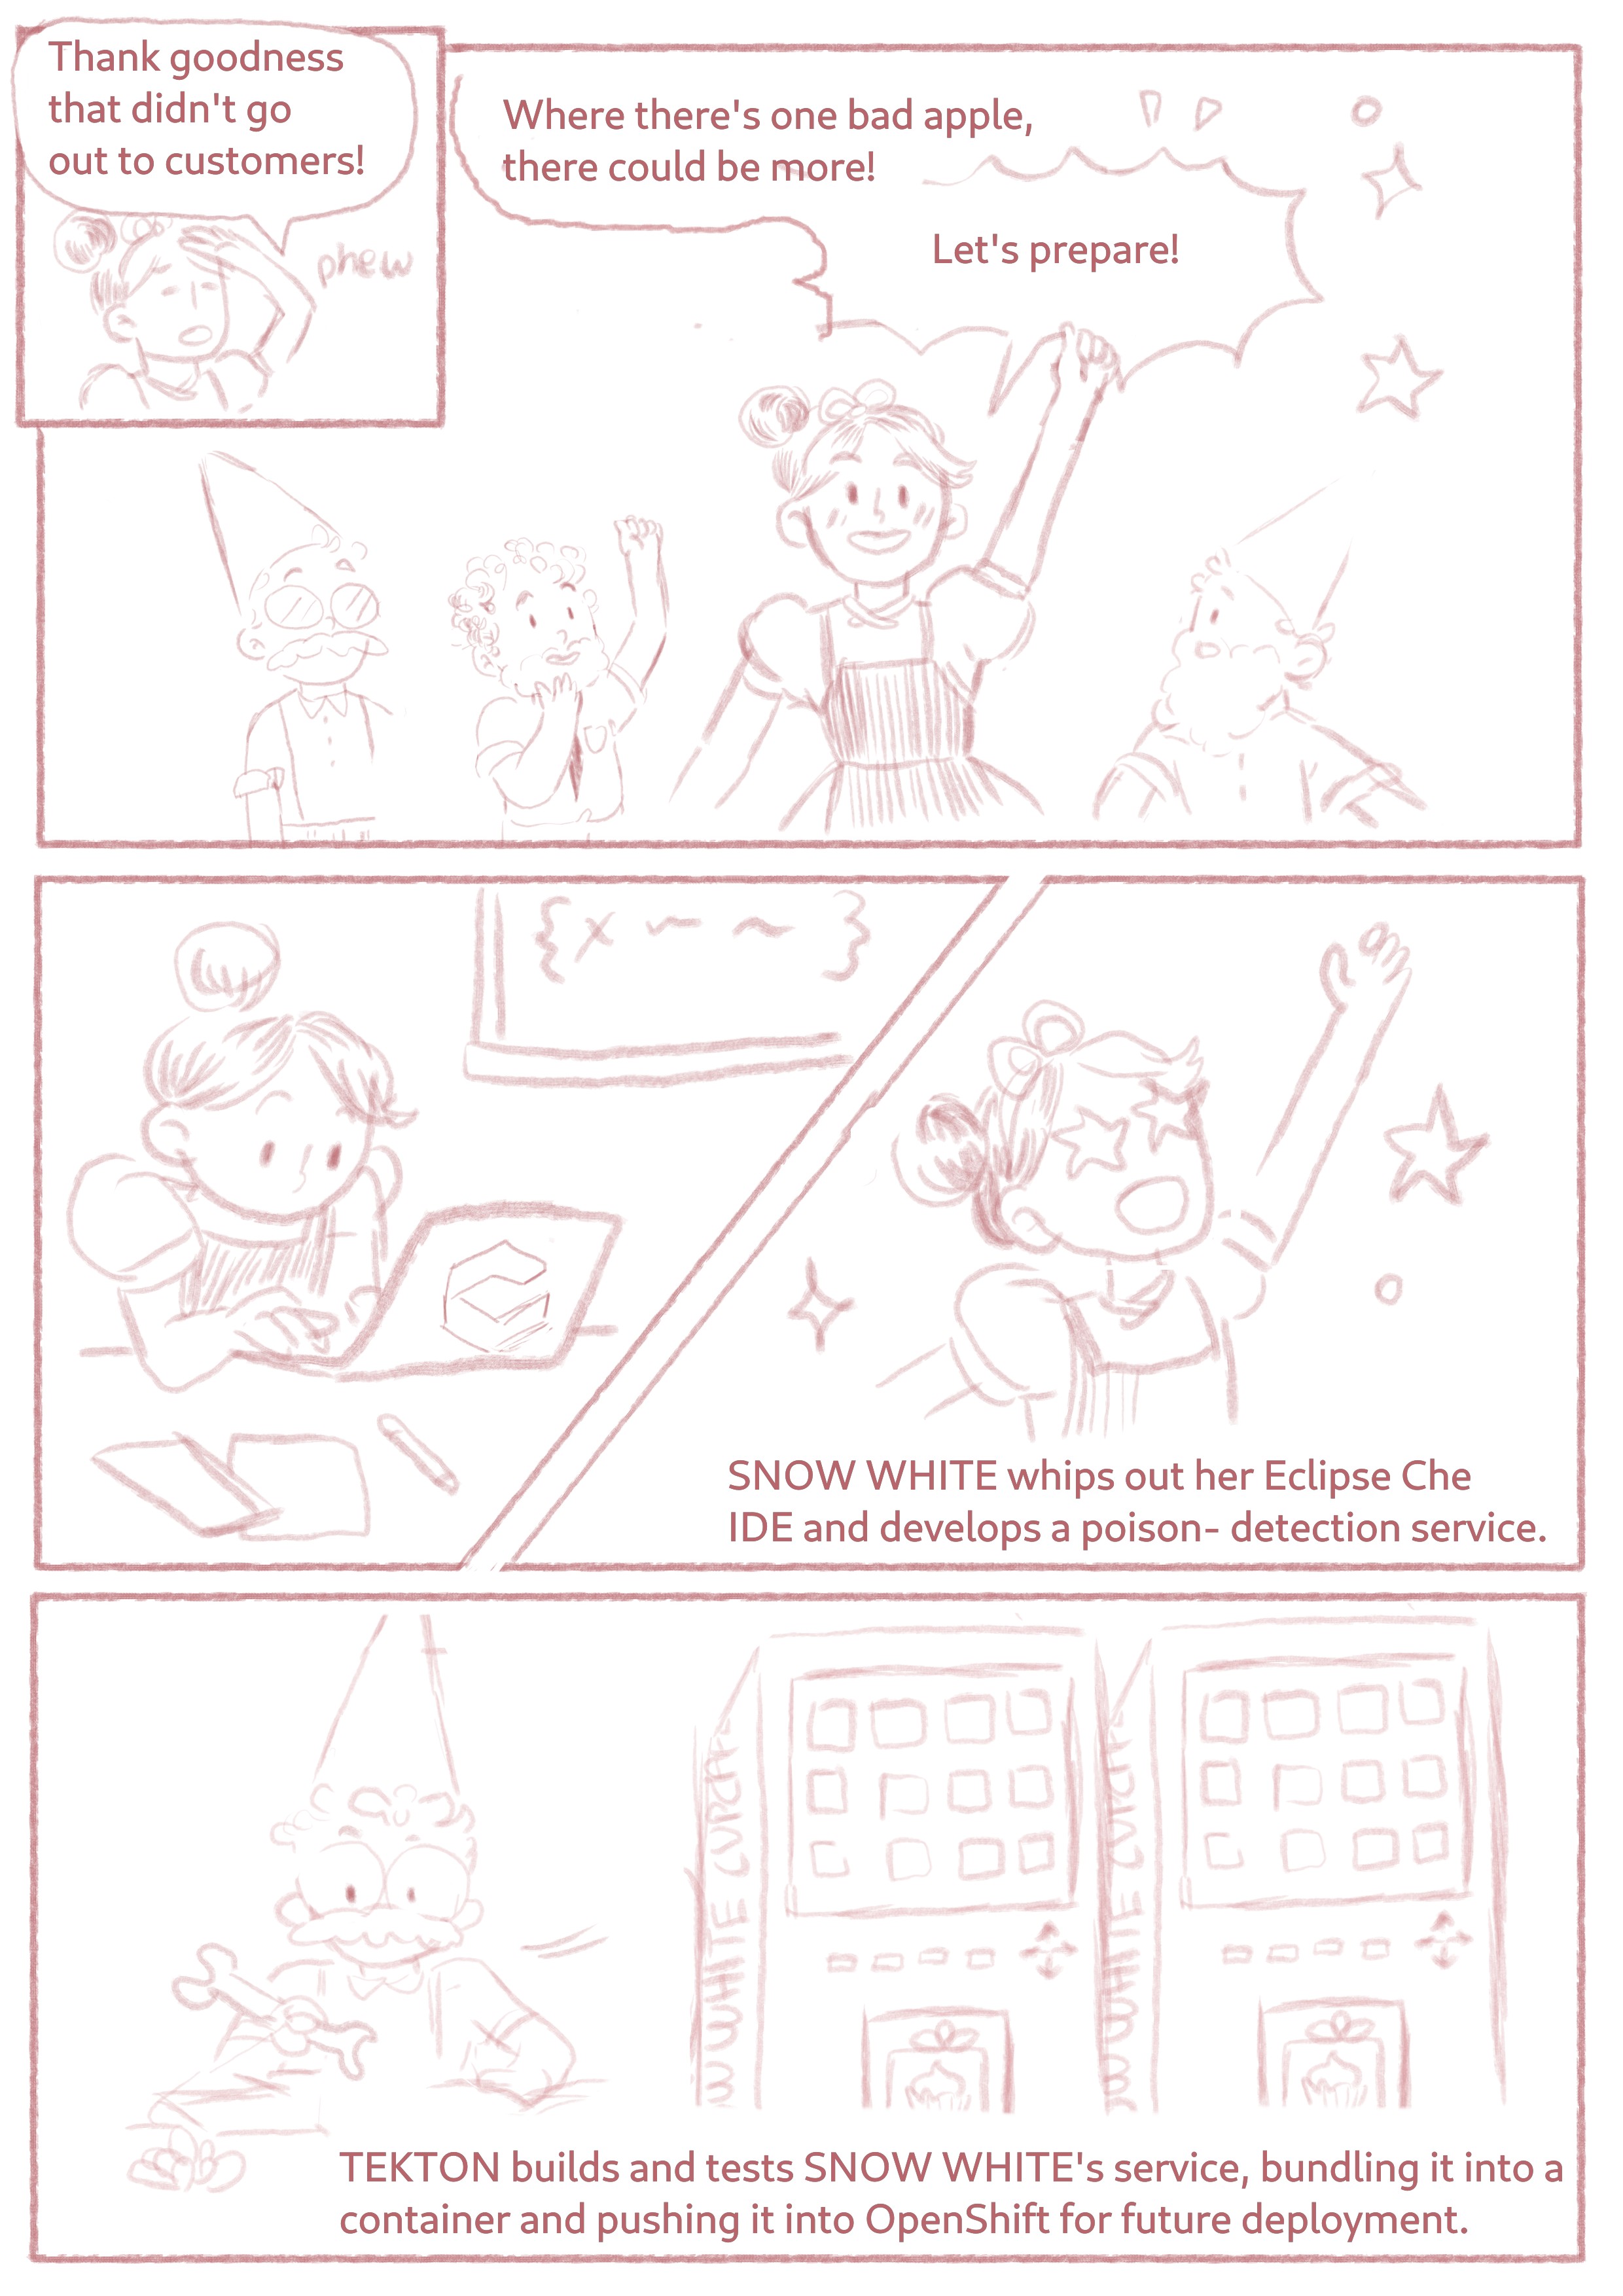 Thank goodness
that didn't go
out to customers!
phew
Where there's one bad apple,
there could be more!
Let's prepare!
{x }
SNOW WHITE whips out her Eclipse Che
IDE and develops a poison- detection service.
WHITE
WHITE
TEKTON builds and tests SNOW WHITE's service, bundling it into a
container and pushing it into OpenShift for future deployment.